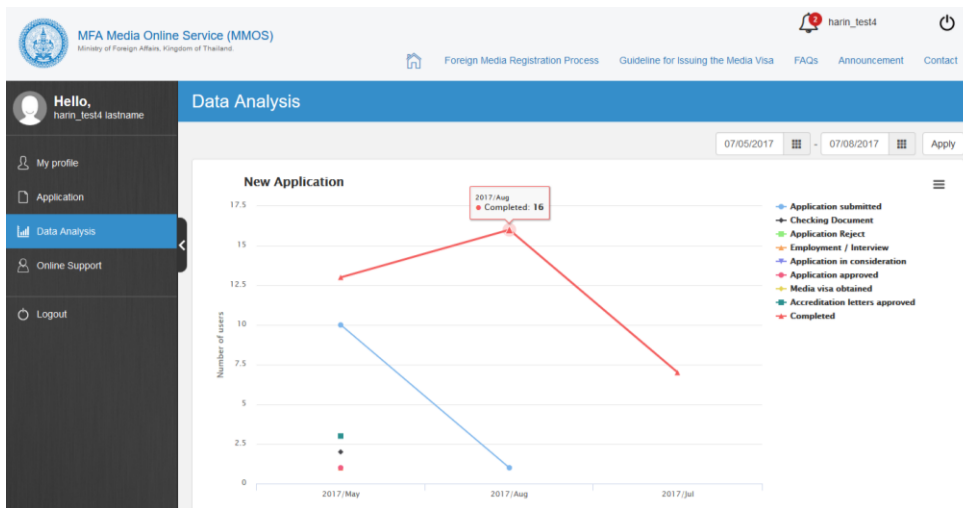 MFA Media Online Service (MMOS)
Ministry of Foreign Affairs, Kingdom of Thailand.
2
harin_test4
Foreign Media Registration Process
Guideline for Issuing the Media Visa
FAQs
Announcement
Contact
Hello,
harin_test4 lastname
My profile
Application
Data Analysis
Online Support
Logout
Data Analysis
07/05/2017 - 07/08/2017 Apply
New Application
2017/Aug
Completed: 16
Number of users
17.5
15
12.5
10
7.5
5
2.5
0
2017/May
2017/Aug
2017/Jul
Application submitted
Checking Document
Application Reject
Employment / Interview
Application in consideration
Application approved
Media visa obtained
Accreditation letters approved
Completed